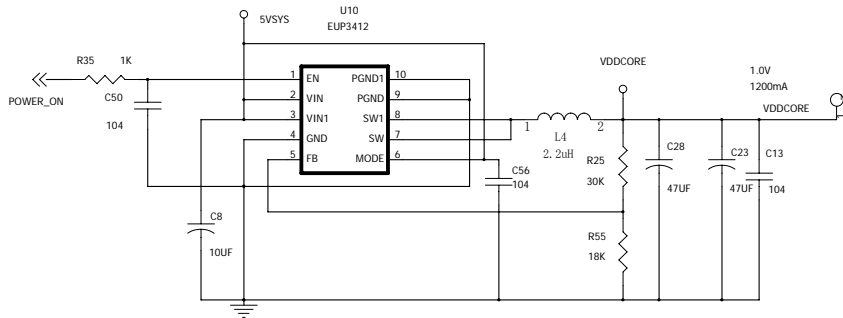 U10
5VSYS
EUP3412
R35 1K
POWER_ON
C50
104
1 EN PGND1 10
2 VIN PGND 9
3 VIN1 SW1 8
4 GND SW 7
5 FB MODE 6
C8
10UF
C56
104
1 2
L4
2.2uH
VDDCORE
1.0V
1200mA
VDDCORE
R25
30K
R55
18K
C28
47UF
C23
47UF
C13
104